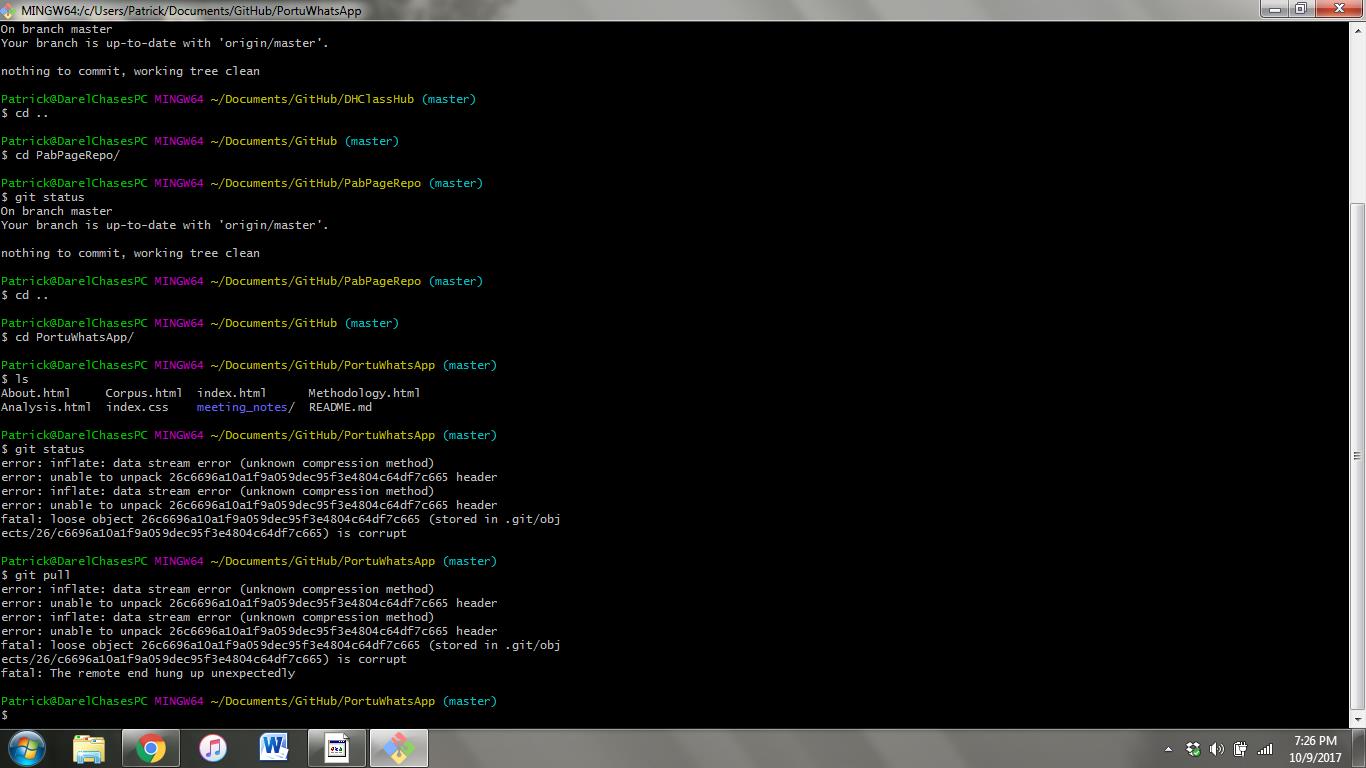 MINGW64:/c/Users/Patrick/Documents/GitHub/PortuWhatsApp
On branch master
Your branch is up-to-date with 'origin/master'.
nothing to commit, working tree clean
Patrick@DarelChasesPC MINGW64 ~/Documents/GitHub/DHClassHub (master)
$ cd ..
Patrick@DarelChasesPC MINGW64 ~/Documents/GitHub (master)
$ cd PabPageRepo/
Patrick@DarelChasesPC MINGW64 ~/Documents/GitHub/PabPageRepo (master)
$ git status
On branch master
Your branch is up-to-date with 'origin/master'.
nothing to commit, working tree clean
Patrick@DarelChasesPC MINGW64 ~/Documents/GitHub/PabPageRepo (master)
$ cd ..
Patrick@DarelChasesPC MINGW64 ~/Documents/GitHub (master)
$ cd PortuWhatsApp/
Patrick@DarelChasesPC MINGW64 ~/Documents/GitHub/PortuWhatsApp (master)
$ ls
About.html     Corpus.html  index.html      Methodology.html
Analysis.html  index.css    meeting_notes/  README.md
Patrick@DarelChasesPC MINGW64 ~/Documents/GitHub/PortuWhatsApp (master)
$ git status
error: inflate: data stream error (unknown compression method)
error: unable to unpack 26c6696a10a1f9a059dec95f3e4804c64df7c665 header
error: inflate: data stream error (unknown compression method)
error: unable to unpack 26c6696a10a1f9a059dec95f3e4804c64df7c665 header
fatal: loose object 26c6696a10a1f9a059dec95f3e4804c64df7c665 (stored in .git/obj
ects/26/c6696a10a1f9a059dec95f3e4804c64df7c665) is corrupt
Patrick@DarelChasesPC MINGW64 ~/Documents/GitHub/PortuWhatsApp (master)
$ git pull
error: inflate: data stream error (unknown compression method)
error: unable to unpack 26c6696a10a1f9a059dec95f3e4804c64df7c665 header
error: inflate: data stream error (unknown compression method)
error: unable to unpack 26c6696a10a1f9a059dec95f3e4804c64df7c665 header
fatal: loose object 26c6696a10a1f9a059dec95f3e4804c64df7c665 (stored in .git/obj
ects/26/c6696a10a1f9a059dec95f3e4804c64df7c665) is corrupt
fatal: The remote end hung up unexpectedly
Patrick@DarelChasesPC MINGW64 ~/Documents/GitHub/PortuWhatsApp (master)
$
7:26 PM
10/9/2017